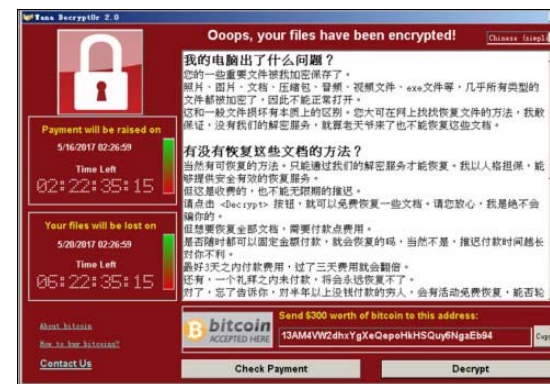 Wana Decrypt0r 2.0
Ooops, your files have been encrypted!
Chinese (simpl
我的电脑出了什么问题？
您的一些重要文件被我加密保存了。
照片、图片、文档、压缩包、音频、视频文件、exe文件等，几乎所有类型的
文件都被加密了，因此不能正常打开。
这和一般文件损坏有本质上的区别。您大可在网上找找恢复文件的方法，我敢
保证，没有我们的解密服务，就算老天爷来了也不能恢复这些文档。
有没有恢复这些文档的方法？
当然有可恢复的方法。只能通过我们的解密服务才能恢复。我以人格担保，能
够提供安全有效的恢复服务。
但这是收费的，也不能无限期的推迟。
请点击 <Decrypt> 按钮，就可以免费恢复一些文档。请您放心，我是绝不会
骗你的。
但想要恢复全部文档，需要付款点费用。
是否随时都可以固定金额付款，就会恢复的吗，当然不是，推迟付款时间越长
对你不利。
最好3天之内付款费用，过了三天费用就会翻倍。
还有，一个礼拜之内未付款，将会永远恢复不了。
对了，忘了告诉你，对半年以上没钱付款的穷人，会有活动免费恢复，能否轮
Payment will be raised on
5/16/2017 02:26:59
Time Left
02:22:35:15
Your files will be lost on
5/20/2017 02:26:59
Time Left
06:22:35:15
About bitcoin
How to buy bitcoins?
Contact Us
bitcoin
ACCEPTED HERE
Send $300 worth of bitcoin to this address:
13AM4VW2dhxYgXeQepoHkHSQuy6NgaEb94
Copy
Check Payment
Decrypt